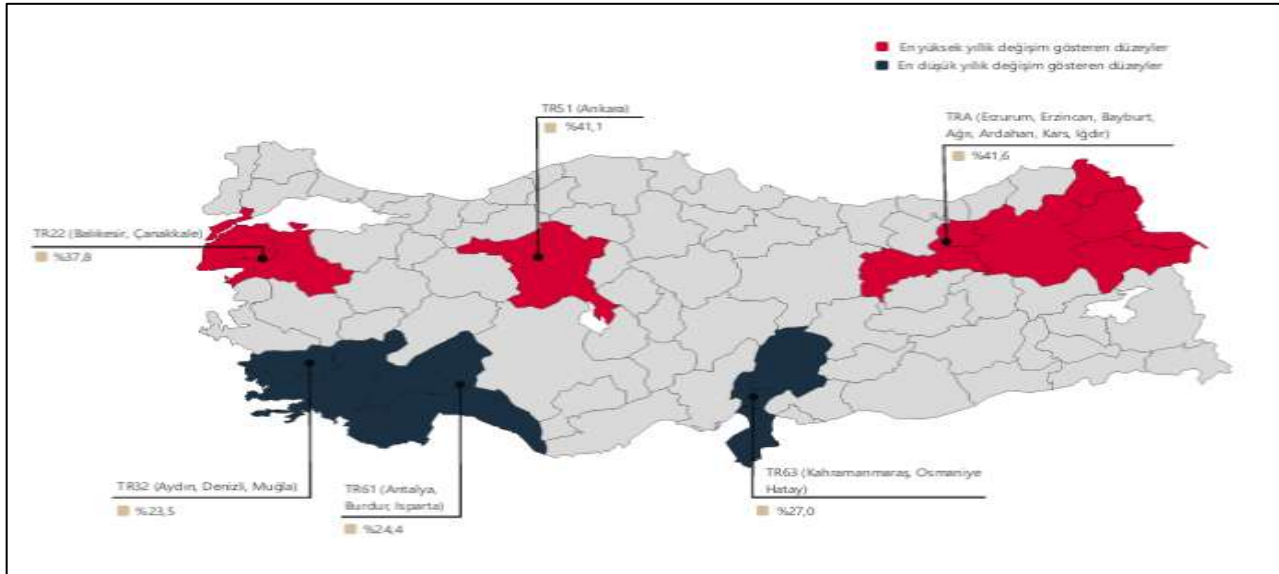 En yüksek yıllık değişim gösteren düzeyler
En düşük yıllık değişim gösteren düzeyler
TR51 (Ankara)
%41,1
TRA (Erzurum, Erzincan, Bayburt,
Ağrı, Ardahan, Kars, Iğdır)
%41,6
TR22 (Balıkesir, Çanakkale)
%37,8
TR32 (Aydın, Denizli, Muğla)
%23,5
TR61 (Antalya,
Burdur, Isparta)
%24,4
TR63 (Kahramanmaraş, Osmaniye
Hatay)
%27,0